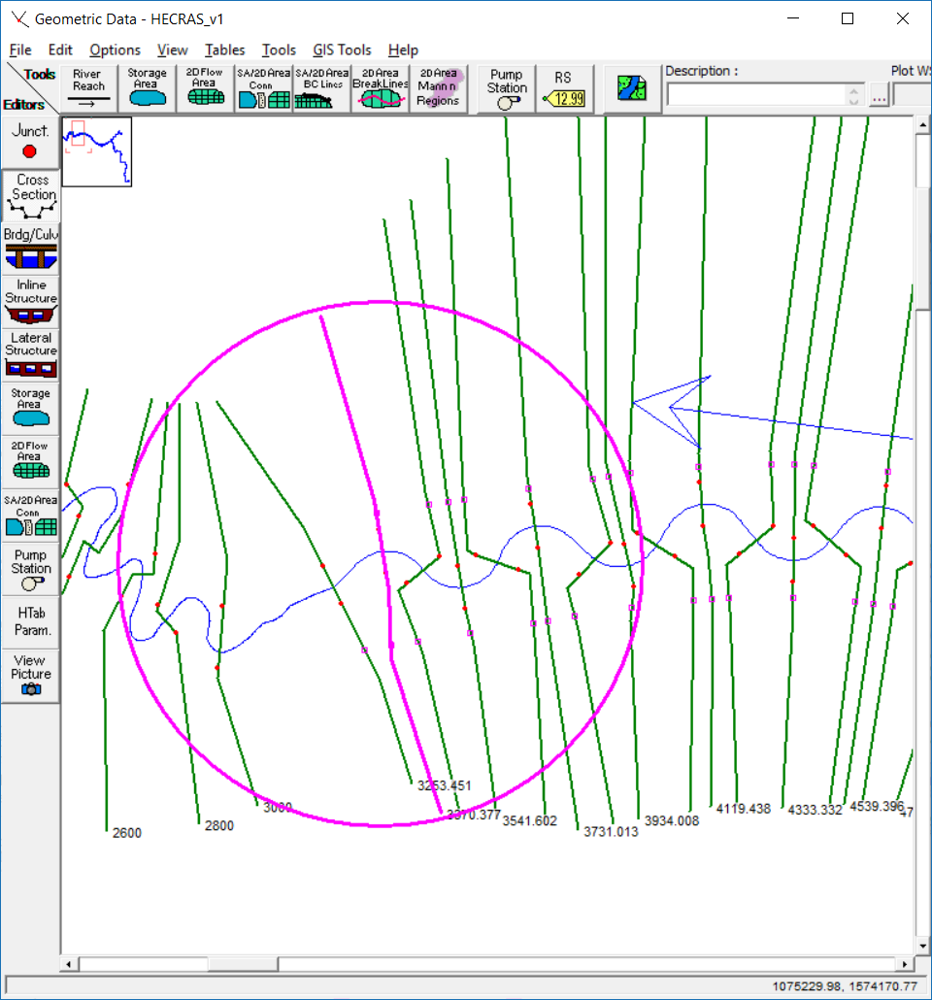 Geometric Data - HECRAS_v1
File Edit Options View Tables Tools GIS Tools Help
Tools
Editors
River
Reach
Storage
Area
2D Flow
Area
SA/2D Area
Conn
SA/2D Area
BC Lines
2D Area
BreakLines
2D Area
Mann n
Regions
Pump
Station
RS
12.99
Description :
Plot WS
...
Junct.
Cross
Section
Brdg/Culv
Inline
Structure
Lateral
Structure
Storage
Area
2D Flow
Area
SA/2D Area
Conn
Pump
Station
HTab
Param.
View
Picture
2600
2800
3000
3253.451
3370.377
3541.602
3731.013
3934.008
4119.438
4333.332
4539.396
47
1075229.98, 1574170.77